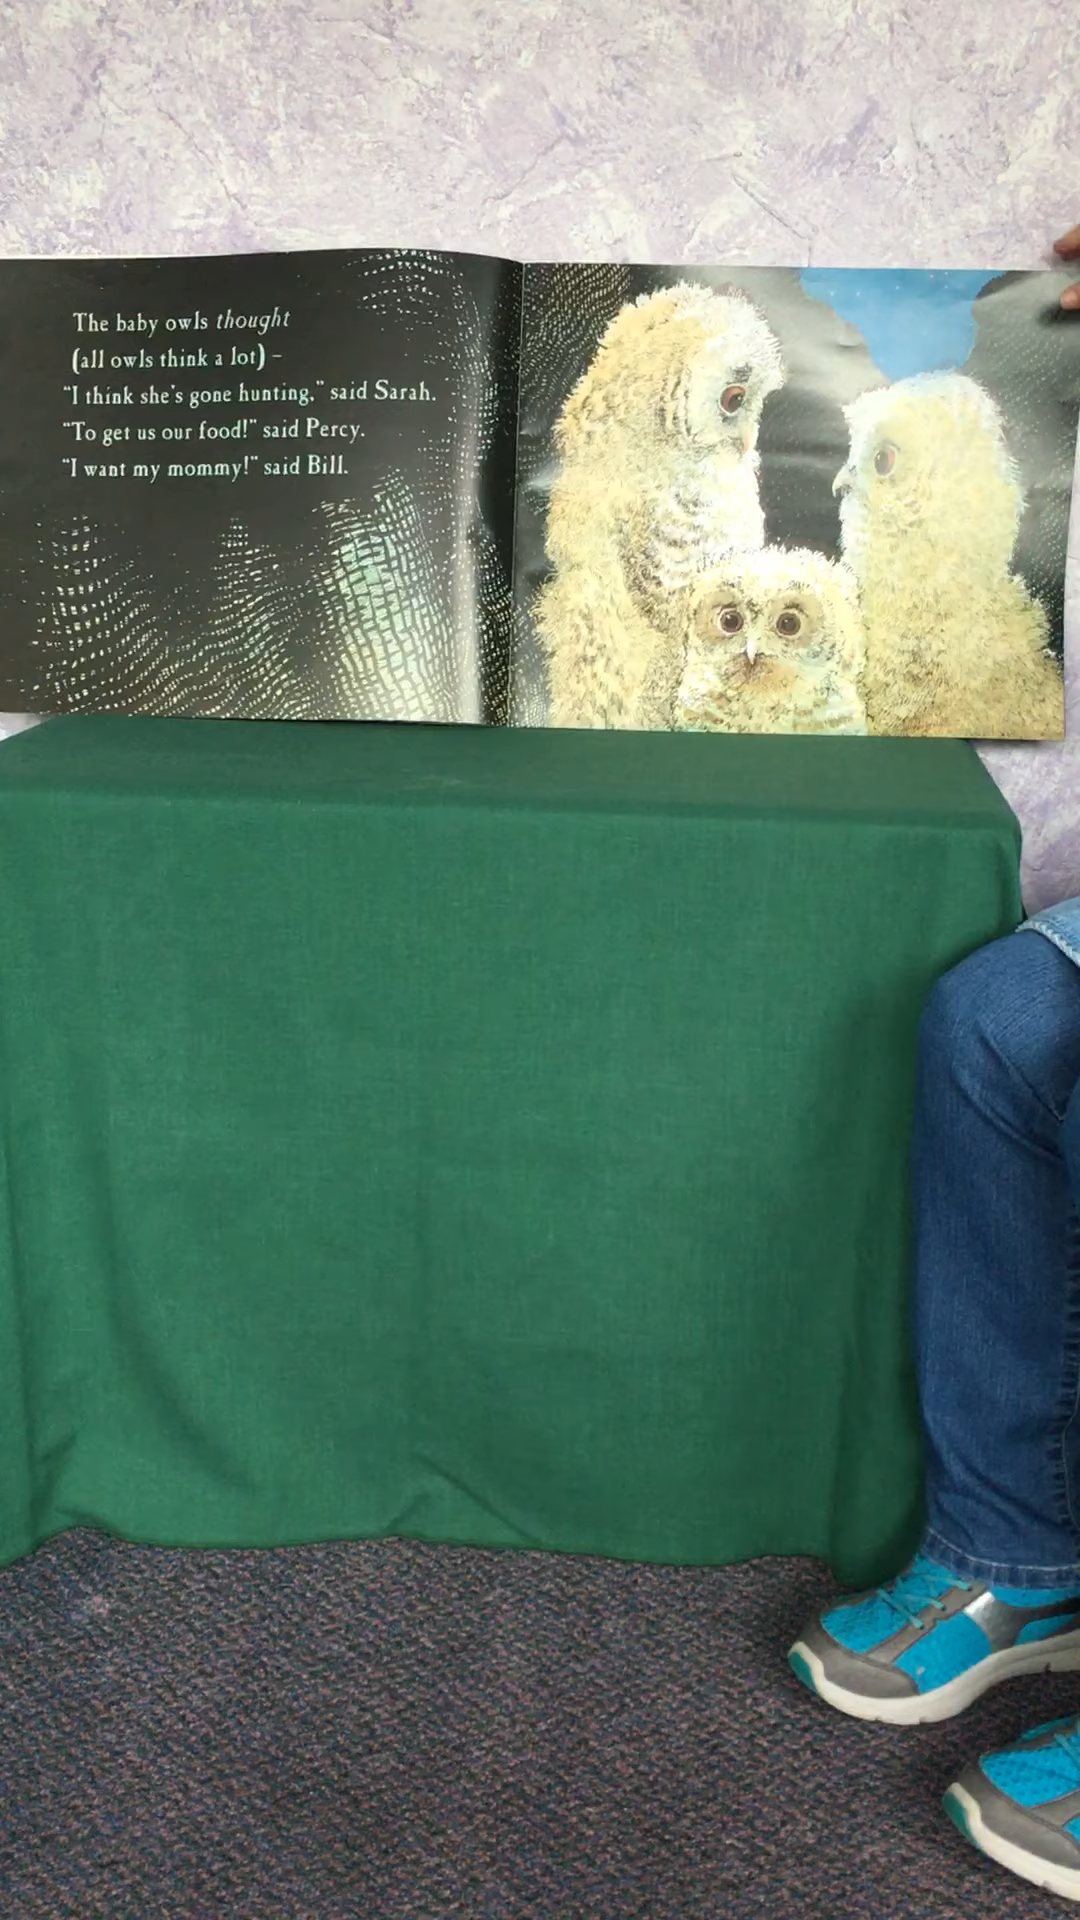 The baby owls thought
(all owls think a lot) –
“I think she’s gone hunting,” said Sarah.
“To get us our food!” said Percy.
“I want my mommy!” said Bill.